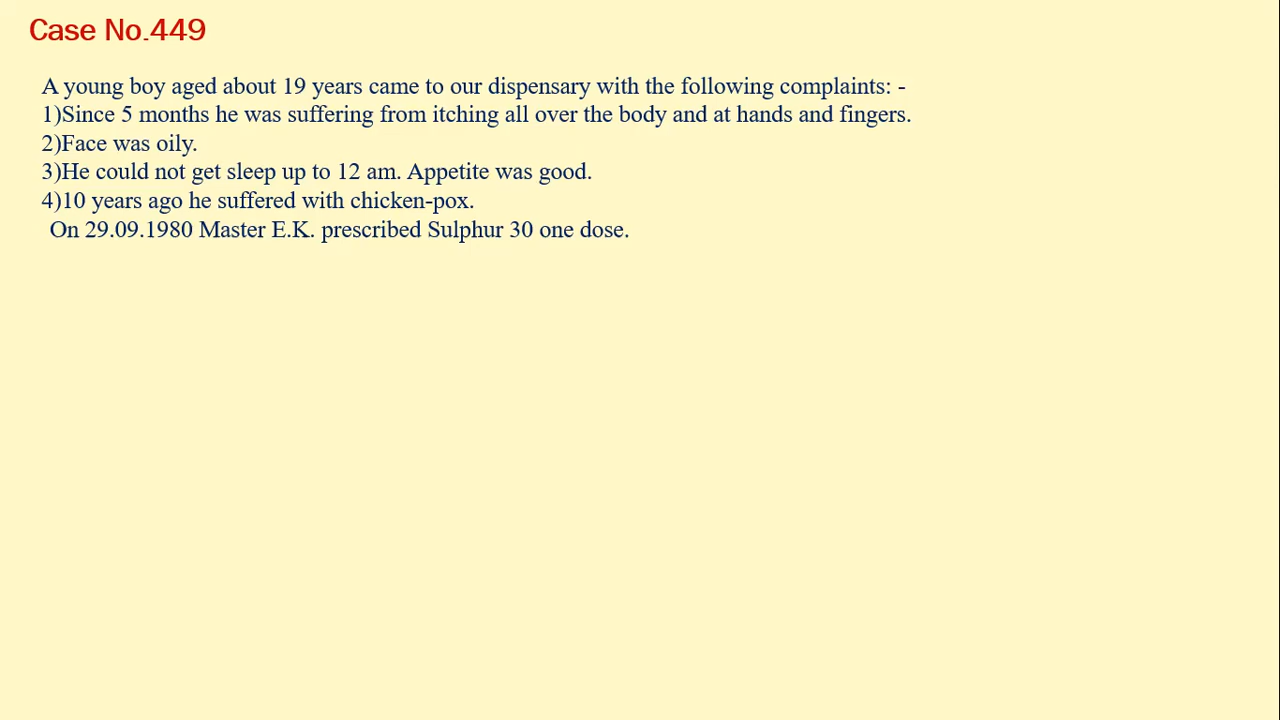 Case No.449
A young boy aged about 19 years came to our dispensary with the following complaints: -
1)Since 5 months he was suffering from itching all over the body and at hands and fingers.
2)Face was oily.
3)He could not get sleep up to 12 am. Appetite was good.
4)10 years ago he suffered with chicken-pox.
On 29.09.1980 Master E.K. prescribed Sulphur 30 one dose.